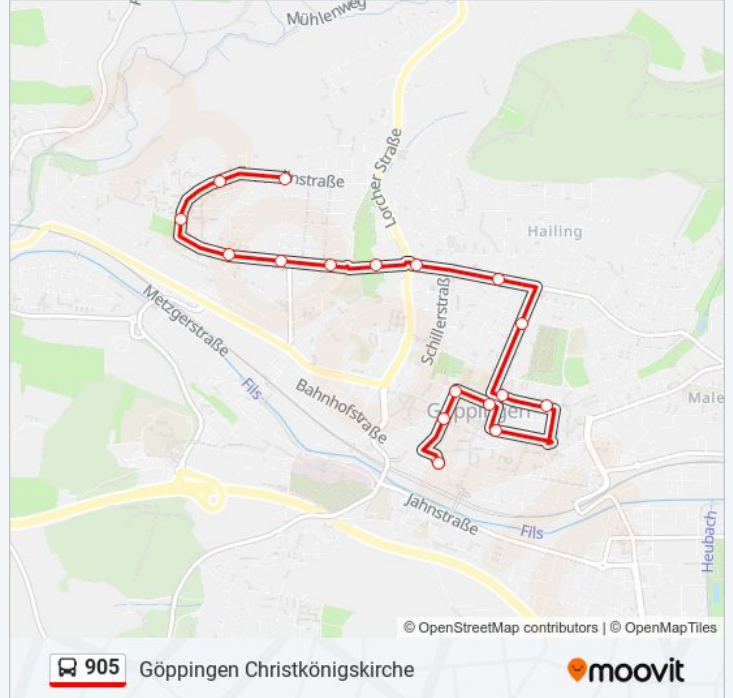 Mühlenweg
nstraße
Lorcher Straße
Hailing
Metzgerstraße
Schillerstraß
Fils
Bahnhofstraße
Göppingen
Male
Jahnstraße
Fils
Heubach
© OpenStreetMap contributors | © OpenMapTiles
905 Göppingen Christkönigskirche
moovit